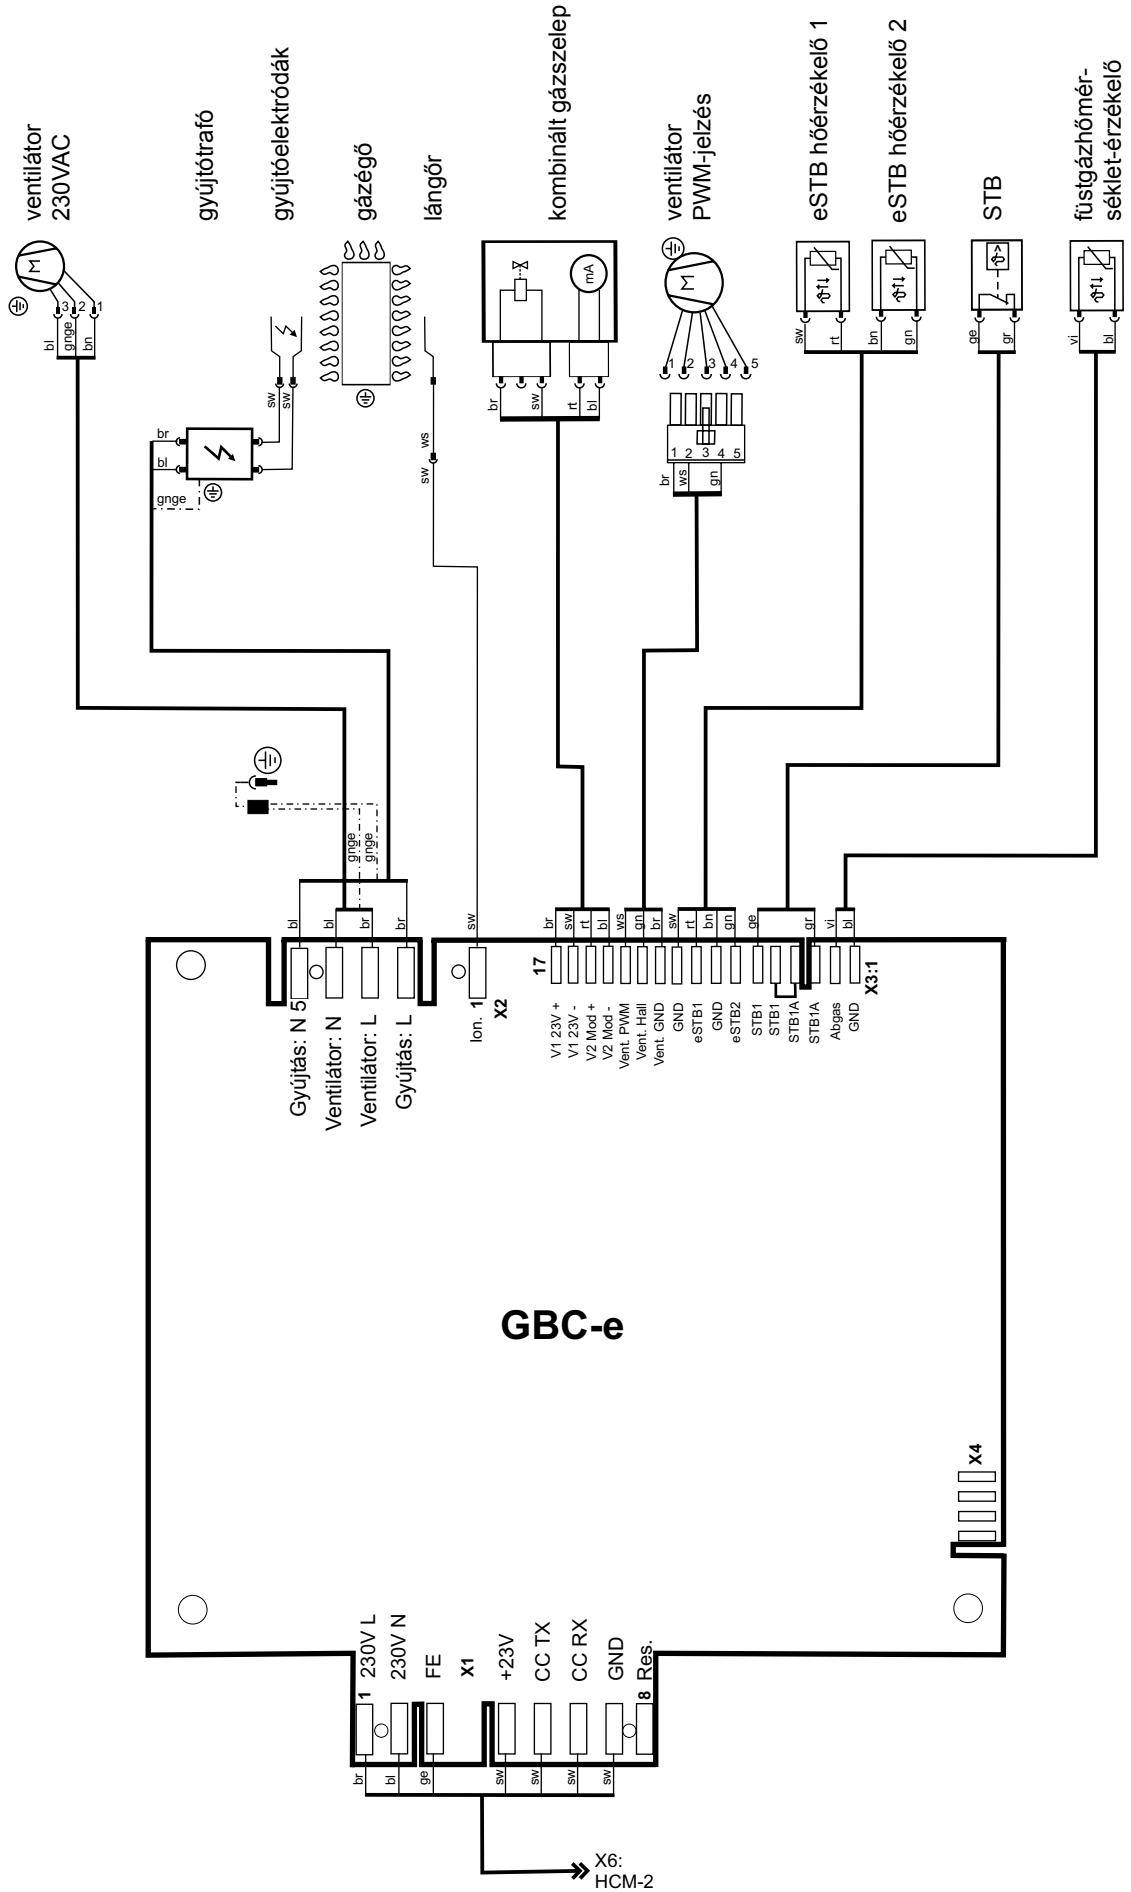 ventilátor
230VAC
gyújtótrafó
gyújtóelektródák
gázégő
lángőr
kombinált gázszelep
ventilátor
PWM-jelzés
eSTB hőérzékelő 1
eSTB hőérzékelő 2
STB
füstgázhőmér-
séklet-érzékelő
M
3
2
1
bl
gnge
bn
br
bl
gnge
sw
sw
ws
sw
mA
br
sw
rt
bl
M
1
2
3
4
5
1
2
3
4
5
br
ws
gn
sw
rt
bn
gn
ge
gr
vi
bl
gnge
gnge
bl
bl
br
br
sw
br
sw
rt
bl
ws
gn
br
sw
rt
bn
gn
ge
gr
vi
bl
Gyújtás: N 5
Ventilátor: N
Ventilátor: L
Gyújtás: L
Ion. 1
X2
17
V1 23V +
V1 23V -
V2 Mod +
V2 Mod -
Vent. PWM
Vent. Hall
Vent. GND
GND
eSTB1
GND
eSTB2
STB1
STB1
STB1A
STB1A
Abgas
GND
X3:1
GBC-e
X4
1 230V L
230V N
FE
X1
+23V
CC TX
CC RX
GND
8 Res.
br
bl
ge
sw
sw
sw
sw
X6:
HCM-2